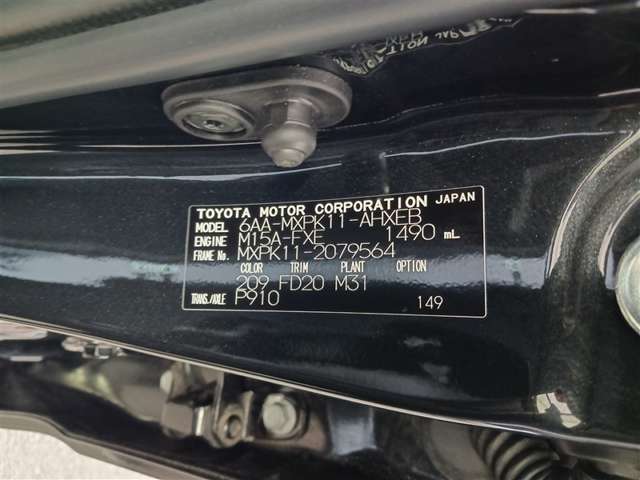 TOYOTA MOTOR CORPORATION JAPAN
MODEL 6AA-MXPK11-AHXEB
ENGINE M15A-FXE 1490 mL
FRAME No. MXPK11-2079564
COLOR TRIM PLANT OPTION
209 FD20 M31
TRANS./AXLE P910 149